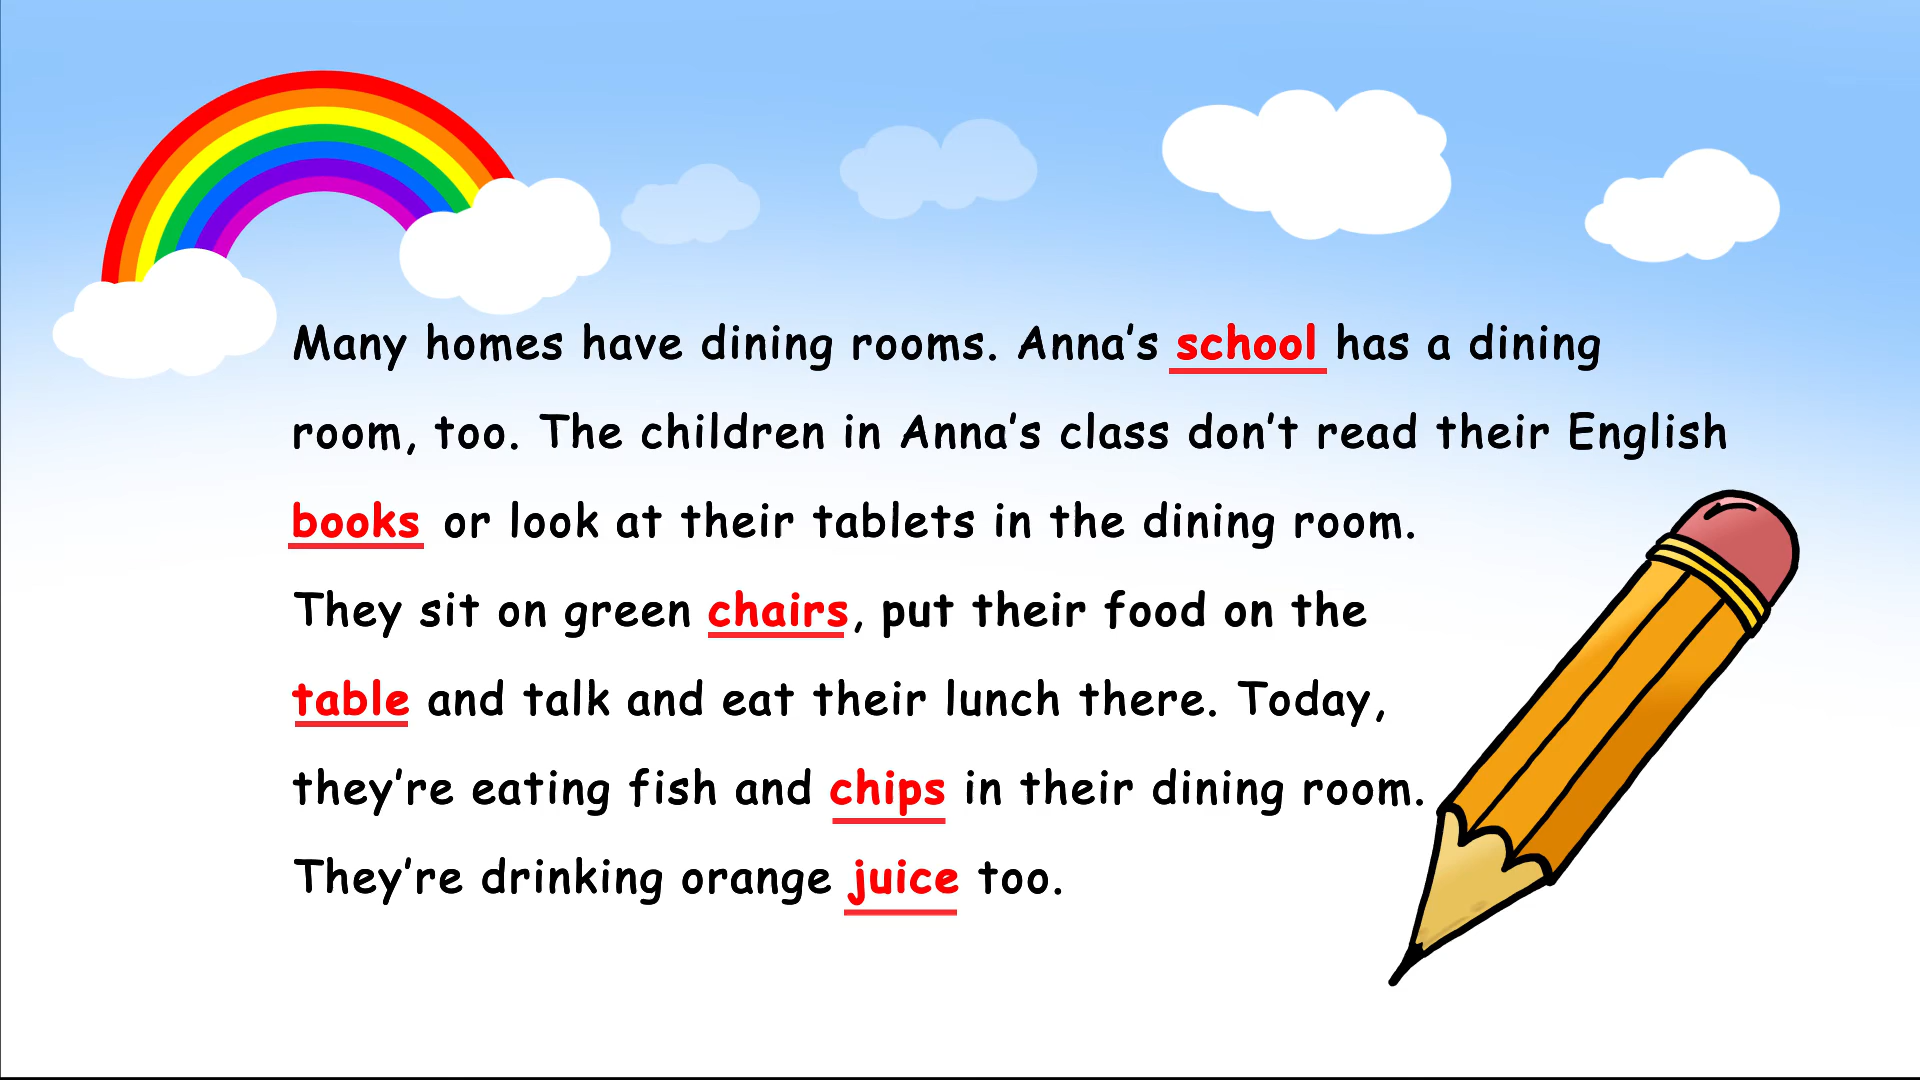 Many homes have dining rooms. Anna’s school has a dining
room, too. The children in Anna’s class don’t read their English
books or look at their tablets in the dining room.
They sit on green chairs, put their food on the
table and talk and eat their lunch there. Today,
they’re eating fish and chips in their dining room.
They’re drinking orange juice too.